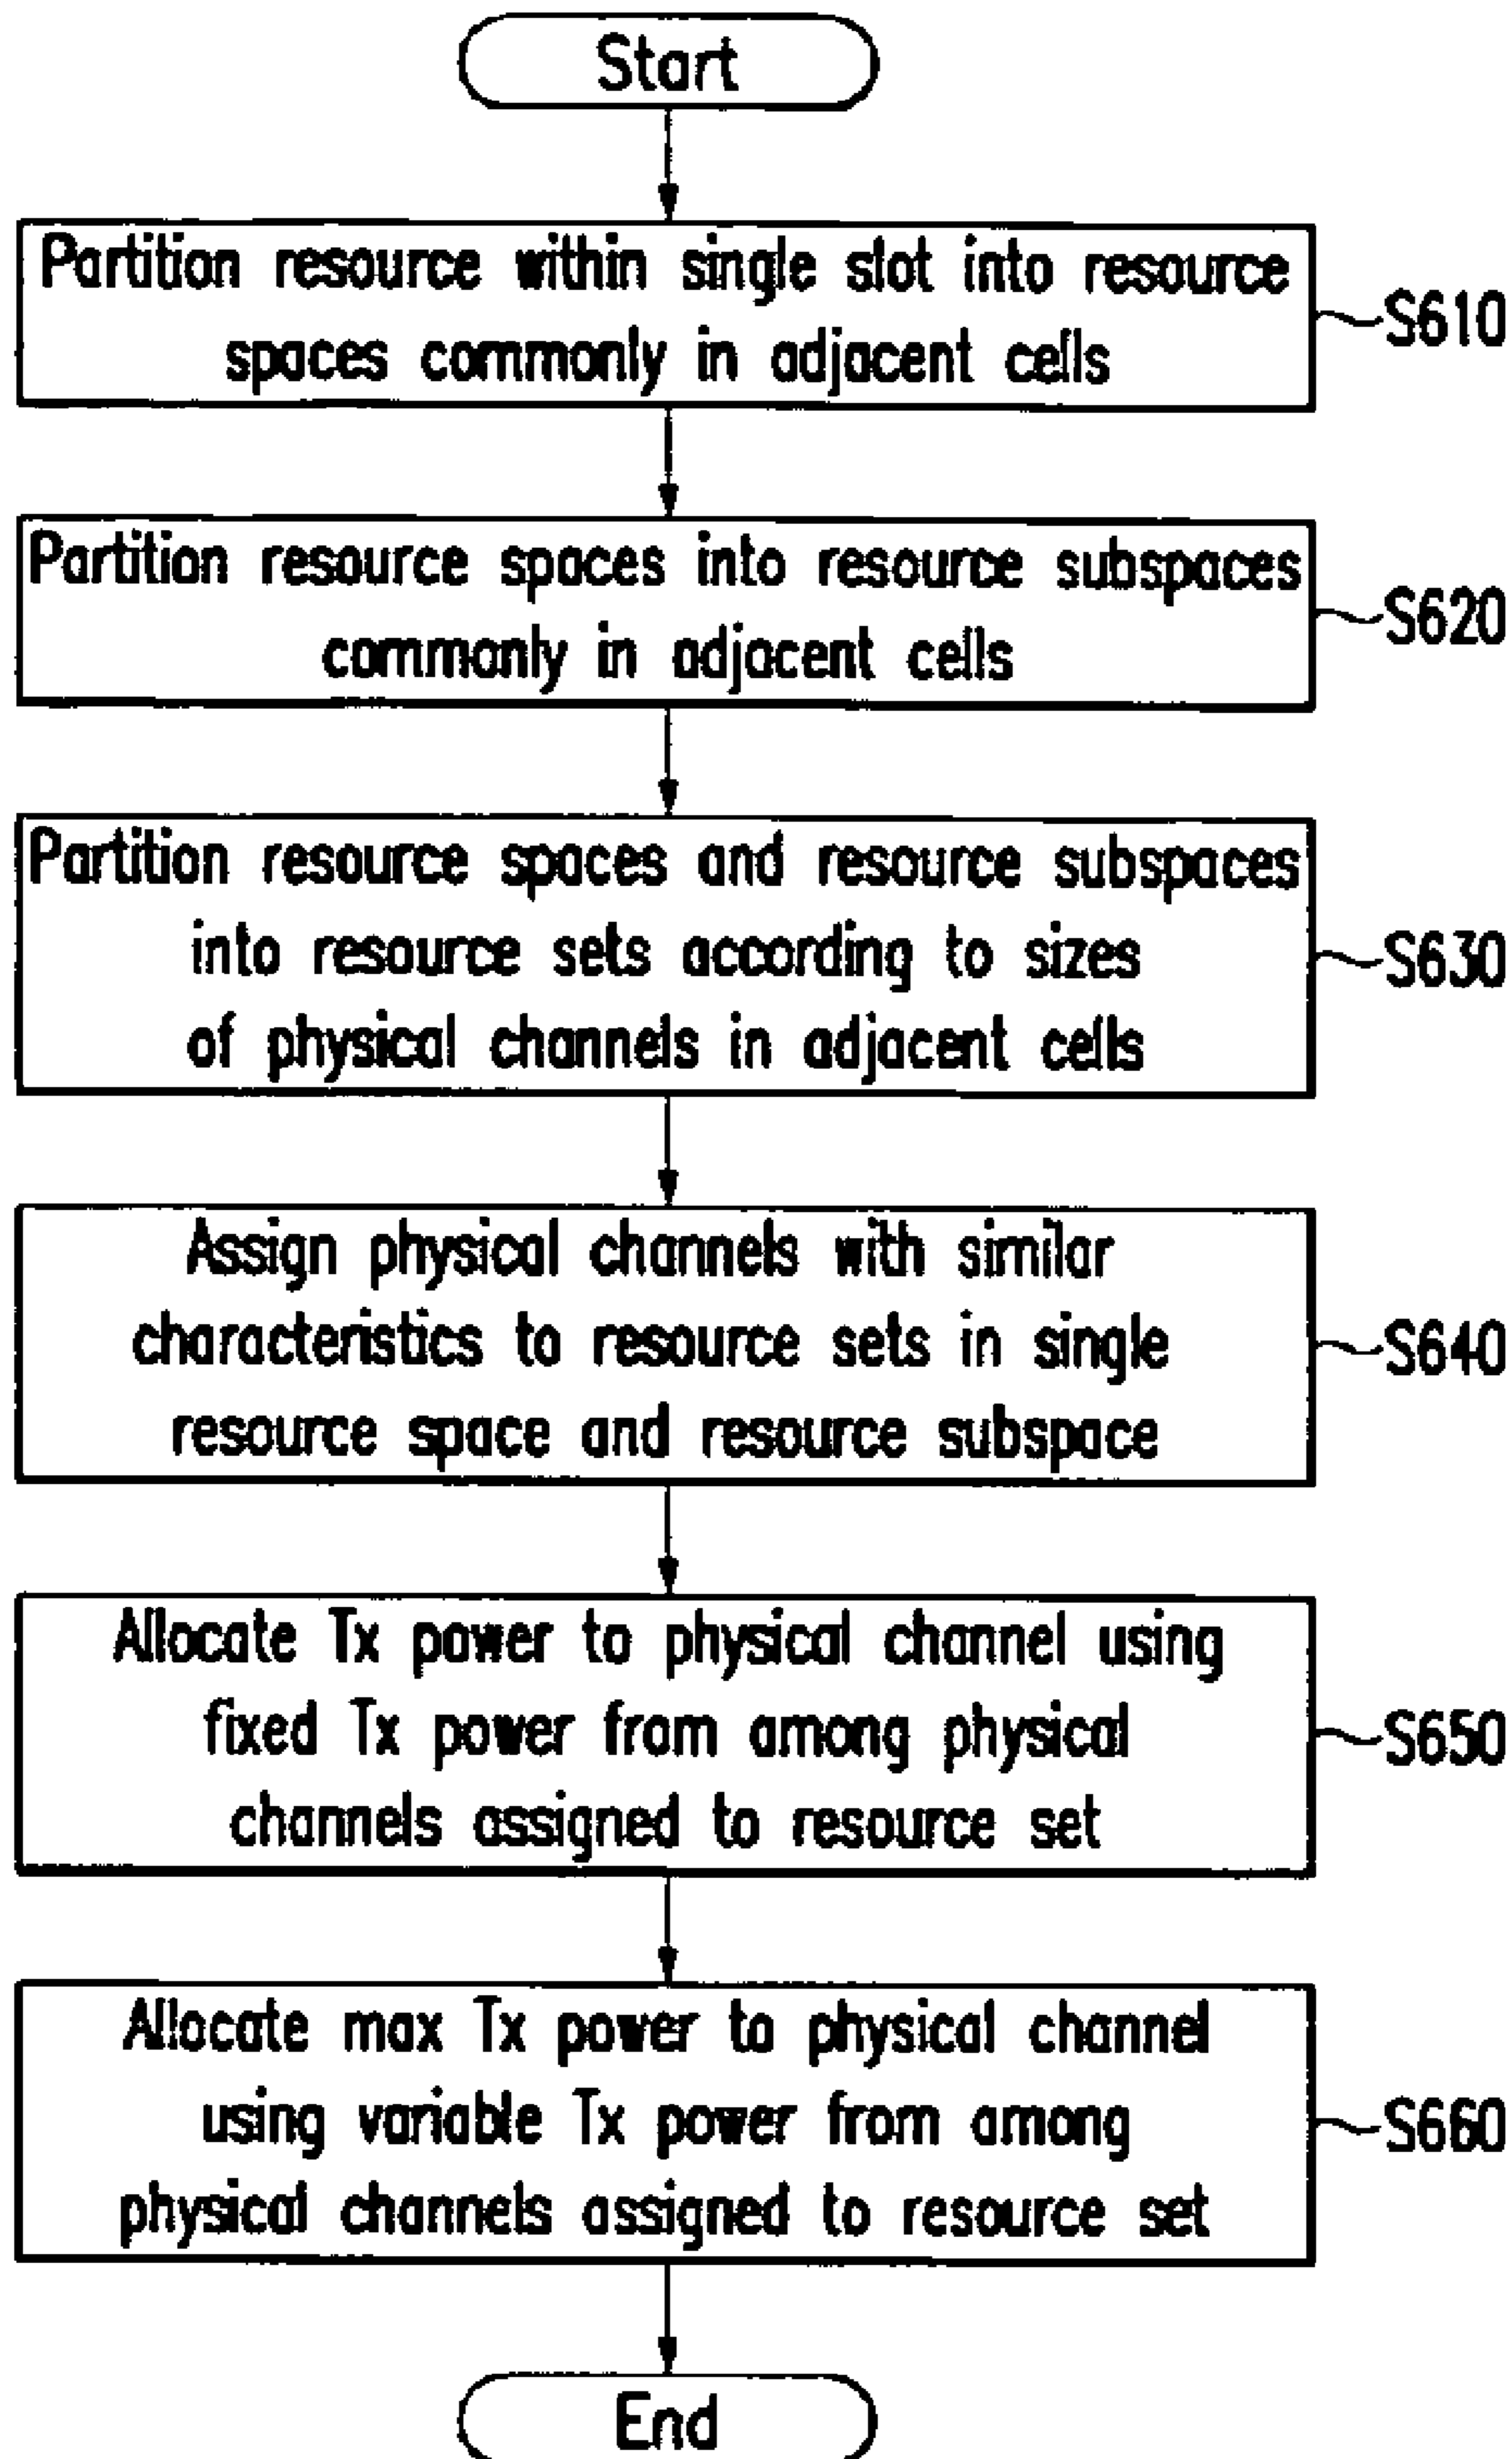 Start
Partition resource within single slot into resource
spaces commonly in adjacent cells
S610
Partition resource spaces into resource subspaces
commonly in adjacent cells
S620
Partition resource spaces and resource subspaces
into resource sets according to sizes
of physical channels in adjacent cells
S630
Assign physical channels with similar
characteristics to resource sets in single
resource space and resource subspace
S640
Allocate Tx power to physical channel using
fixed Tx power from among physical
channels assigned to resource set
S650
Allocate max Tx power to physical channel
using variable Tx power from among
physical channels assigned to resource set
S660
End